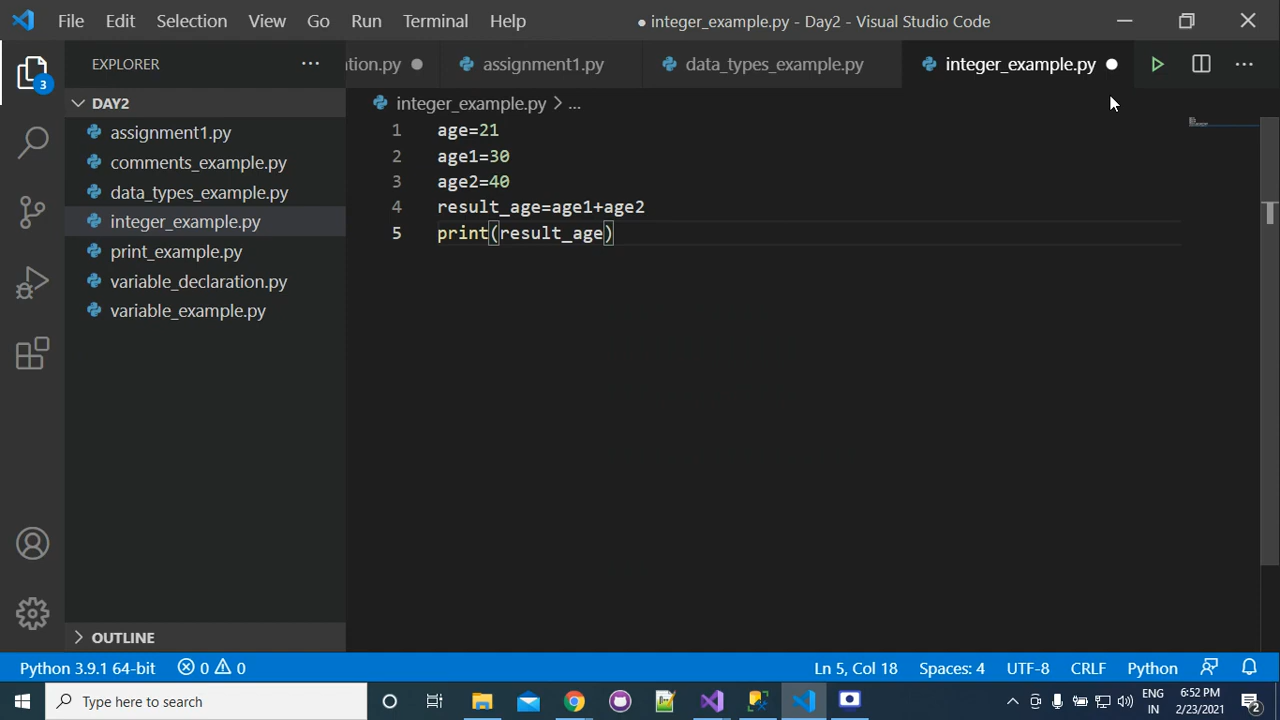 File Edit Selection View Go Run Terminal Help
● integer_example.py - Day2 - Visual Studio Code
EXPLORER
ation.py assignment1.py data_types_example.py integer_example.py
3
DAY2
integer_example.py > ...
assignment1.py
comments_example.py
data_types_example.py
integer_example.py
print_example.py
variable_declaration.py
variable_example.py
1 age=21
2 age1=30
3 age2=40
4 result_age=age1+age2
5 print(result_age)
OUTLINE
Python 3.9.1 64-bit 0 0 Ln 5, Col 18 Spaces: 4 UTF-8 CRLF Python
Type here to search
ENG
IN
6:52 PM
2/23/2021
2